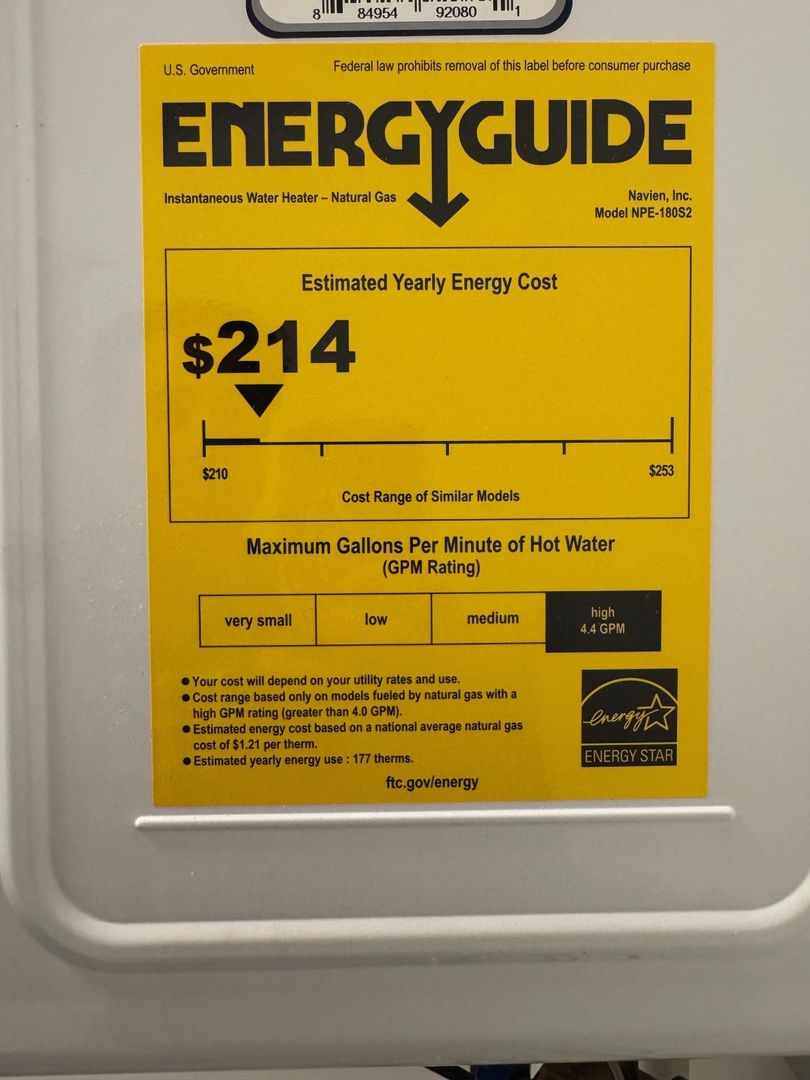 8 84954 92080 1
U.S. Government Federal law prohibits removal of this label before consumer purchase
ENERGYGUIDE
Instantaneous Water Heater – Natural Gas
Navien, Inc.
Model NPE-180S2
Estimated Yearly Energy Cost
$214
$210 $253
Cost Range of Similar Models
Maximum Gallons Per Minute of Hot Water
(GPM Rating)
very small low medium high
4.4 GPM
● Your cost will depend on your utility rates and use.
● Cost range based only on models fueled by natural gas with a
high GPM rating (greater than 4.0 GPM).
● Estimated energy cost based on a national average natural gas
cost of $1.21 per therm.
● Estimated yearly energy use : 177 therms.
energy
ENERGY STAR
ftc.gov/energy